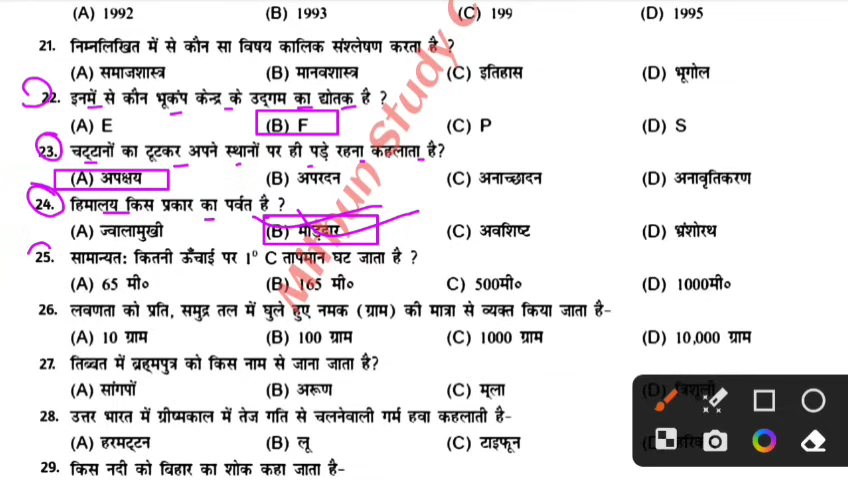 (A) 1992 (B) 1993 (C) 199 (D) 1995
21. निम्नलिखित में से कौन सा विषय कालिक संश्लेषण करता है ?
(A) समाजशास्त्र (B) मानवशास्त्र (C) इतिहास (D) भूगोल
22. इनमें से कौन भूकंप केन्द्र के उद्गम का द्योतक है ?
(A) E (B) F (C) P (D) S
23. चट्टानों का टूटकर अपने स्थानों पर ही पड़े रहना कहलाता है?
(A) अपक्षय (B) अपरदन (C) अनाच्छादन (D) अनावृतिकरण
24. हिमालय किस प्रकार का पर्वत है ?
(A) ज्वालामुखी (B) मोड़दार (C) अवशिष्ट (D) भ्रंशोरथ
25. सामान्यतः कितनी ऊँचाई पर 1° C तापमान घट जाता है ?
(A) 65 मी० (B) 165 मी० C) 500मी० (D) 1000मी०
26. लवणता को प्रति, समुद्र तल में घुले हुए नमक (ग्राम) की मात्रा से व्यक्त किया जाता है-
(A) 10 ग्राम (B) 100 ग्राम (C) 1000 ग्राम (D) 10,000 ग्राम
27. तिब्बत में ब्रह्मपुत्र को किस नाम से जाना जाता है?
(A) सांगपों (B) अरूण (C) मूला (D) त्रिशूली
28. उत्तर भारत में ग्रीष्मकाल में तेज गति से चलनेवाली गर्म हवा कहलाती है-
(A) हरमट्टन (B) लू (C) टाइफून
29. किस नदी को विहार का शोक कहा जाता है-
Study C